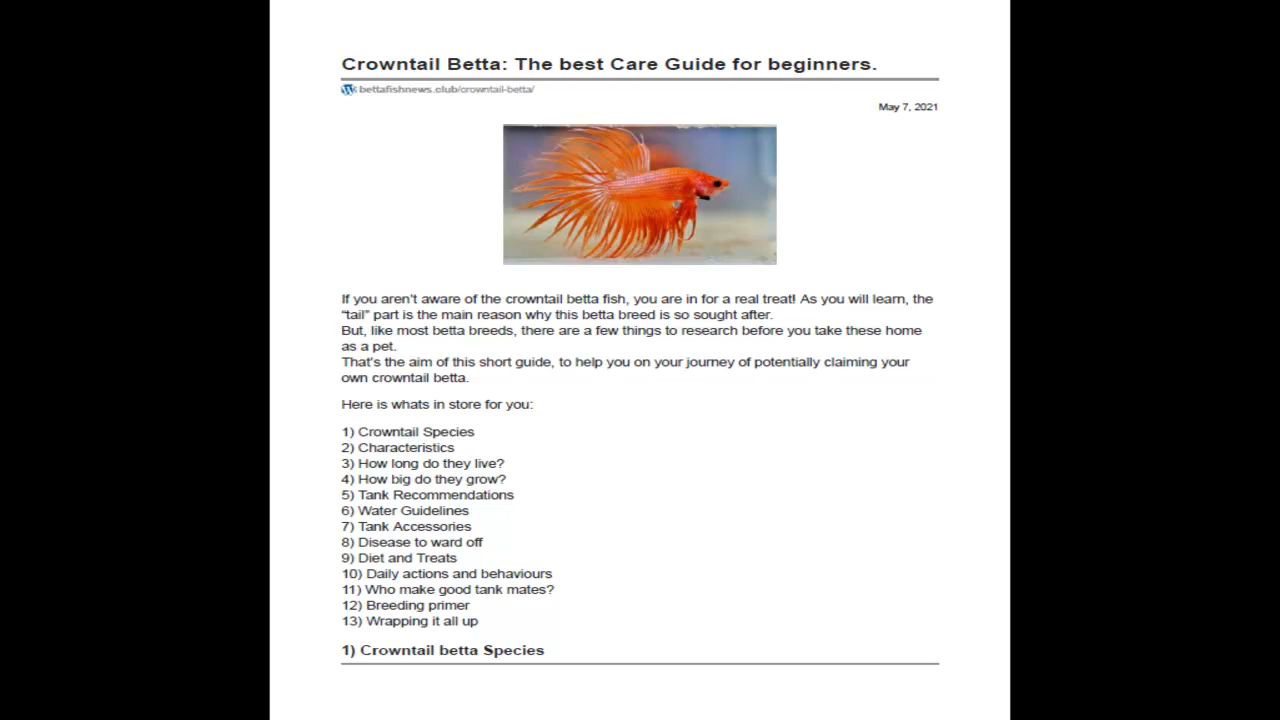 Crowntail Betta: The best Care Guide for beginners.
bettafishnews.club/crowntail-betta/
May 7, 2021
If you aren't aware of the crowntail betta fish, you are in for a real treat! As you will learn, the
“tail” part is the main reason why this betta breed is so sought after.
But, like most betta breeds, there are a few things to research before you take these home
as a pet.
That's the aim of this short guide, to help you on your journey of potentially claiming your
own crowntail betta.
Here is whats in store for you:
1) Crowntail Species
2) Characteristics
3) How long do they live?
4) How big do they grow?
5) Tank Recommendations
6) Water Guidelines
7) Tank Accessories
8) Disease to ward off
9) Diet and Treats
10) Daily actions and behaviours
11) Who make good tank mates?
12) Breeding primer
13) Wrapping it all up
1) Crowntail betta Species